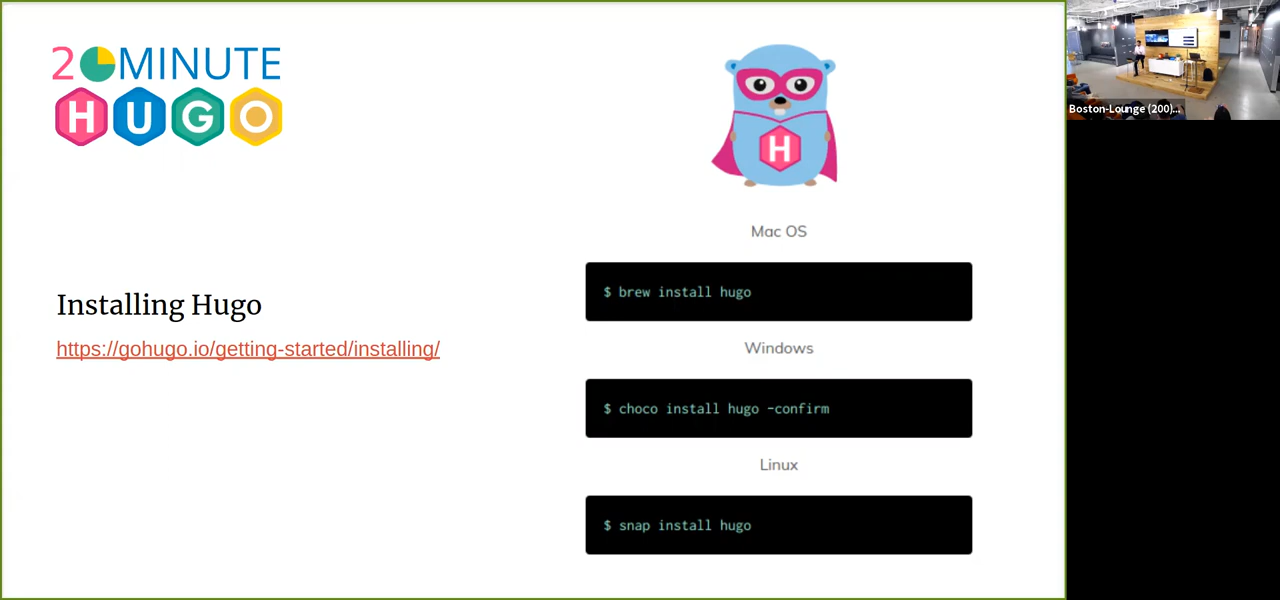 20 MINUTE
HUGO
H
Mac OS
$ brew install hugo
Installing Hugo
https://gohugo.io/getting-started/installing/
Windows
$ choco install hugo -confirm
Linux
$ snap install hugo
Boston-Lounge (200)...